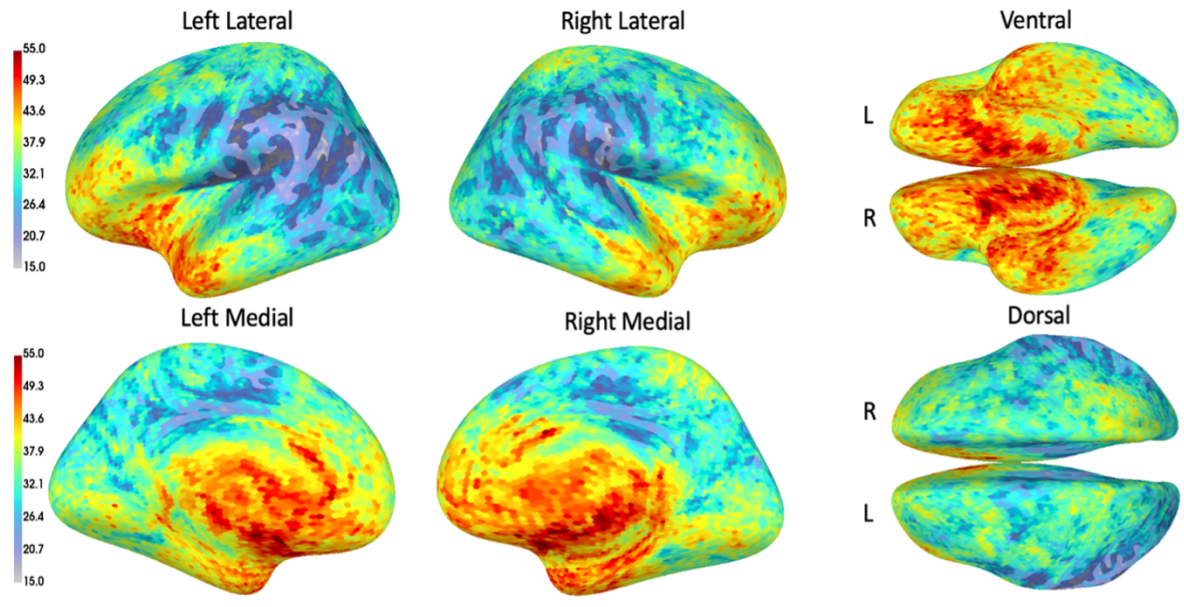 Left Lateral
Right Lateral
Ventral
55.0
49.3
43.6
37.9
32.1
26.4
20.7
15.0
L
R
Left Medial
Right Medial
Dorsal
55.0
49.3
43.6
37.9
32.1
26.4
20.7
15.0
R
L